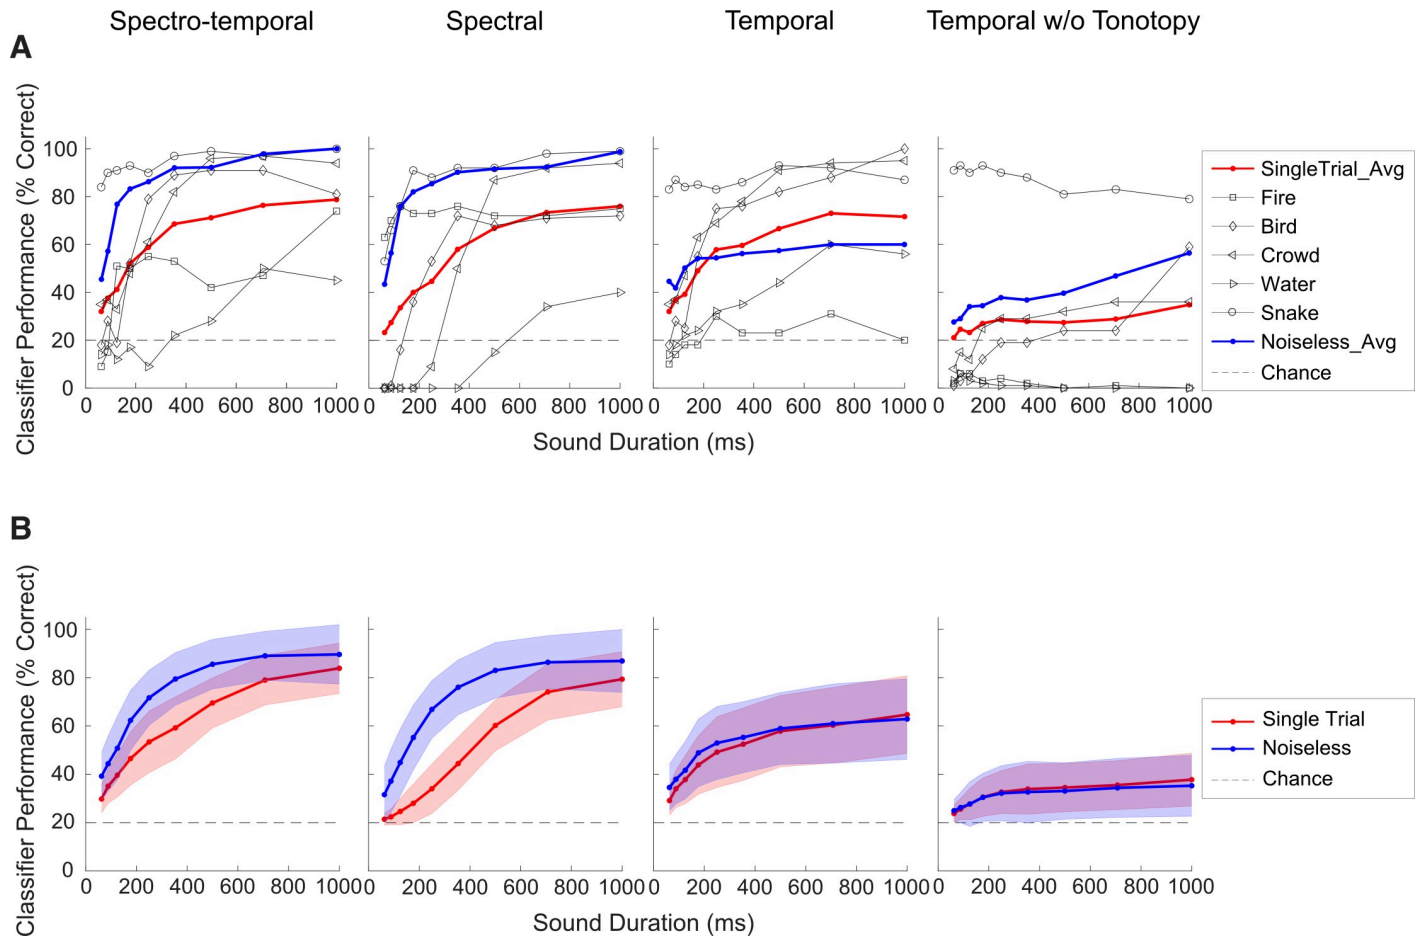 Spectro-temporal Spectral Temporal Temporal w/o Tonotopy
A
Classifier Performance (% Correct)
100
80
60
40
20
0
0 200 400 600 800 1000 0 200 400 600 800 1000 0 200 400 600 800 1000 0 200 400 600 800 1000
Sound Duration (ms)
SingleTrial_Avg
Fire
Bird
Crowd
Water
Snake
Noiseless_Avg
Chance
B
Classifier Performance (% Correct)
100
80
60
40
20
0
0 200 400 600 800 1000 0 200 400 600 800 1000 0 200 400 600 800 1000 0 200 400 600 800 1000
Sound Duration (ms)
Single Trial
Noiseless
Chance